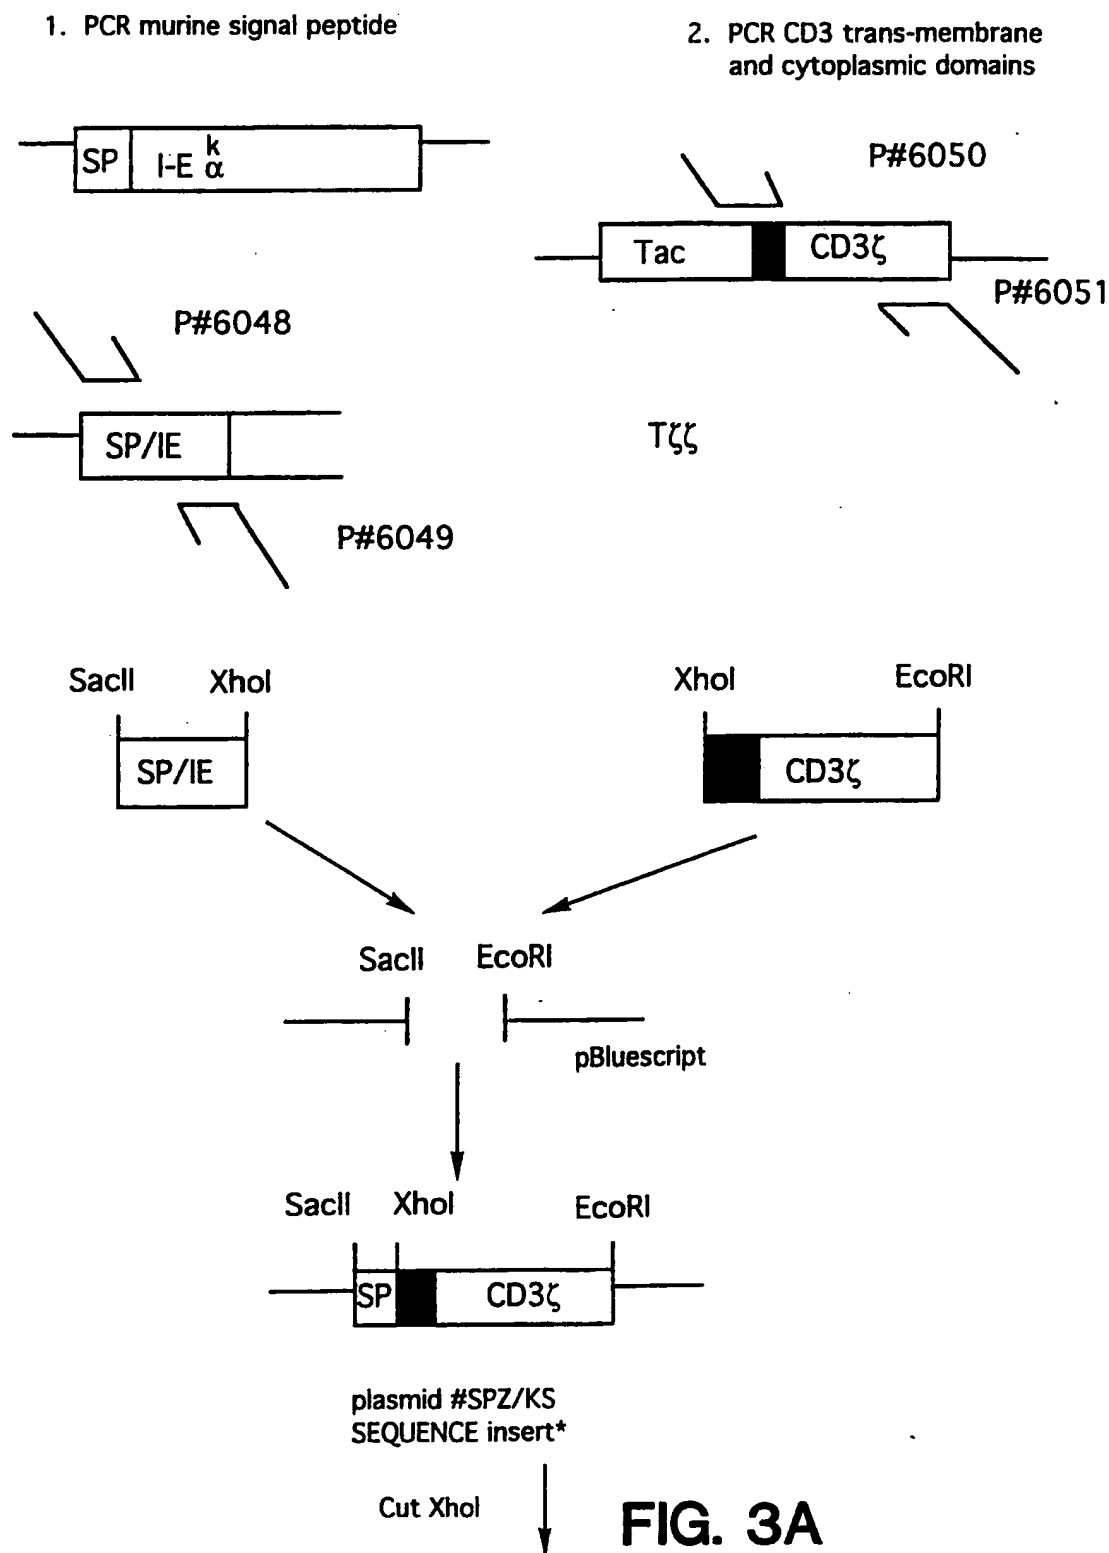 1. PCR murine signal peptide
2. PCR CD3 trans-membrane
and cytoplasmic domains
SP
I-E k α
P#6050
Tac
CD3ζ
P#6051
P#6048
SP/IE
Tζζ
P#6049
SacII
XhoI
XhoI
EcoRI
SP/IE
CD3ζ
SacII
EcoRI
pBluescript
SacII
XhoI
EcoRI
SP
CD3ζ
plasmid #SPZ/KS
SEQUENCE insert*
Cut XhoI
FIG. 3A